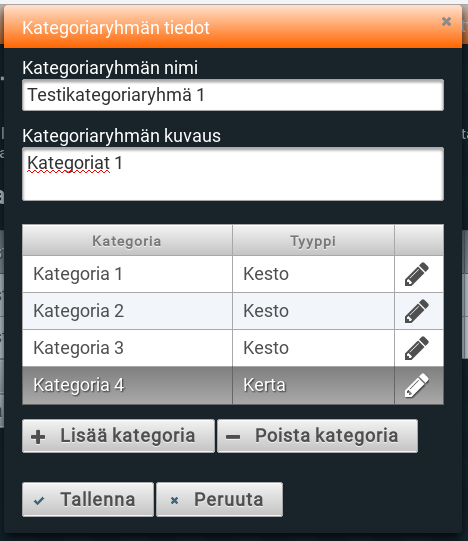 Kategoriaryhmän tiedot
Kategoriaryhmän nimi
Testikategoriaryhmä 1
Kategoriaryhmän kuvaus
Kategoriat 1
Kategoria Tyyppi
Kategoria 1 Kesto
Kategoria 2 Kesto
Kategoria 3 Kesto
Kategoria 4 Kerta
Lisää kategoria Poista kategoria
Tallenna Peruuta